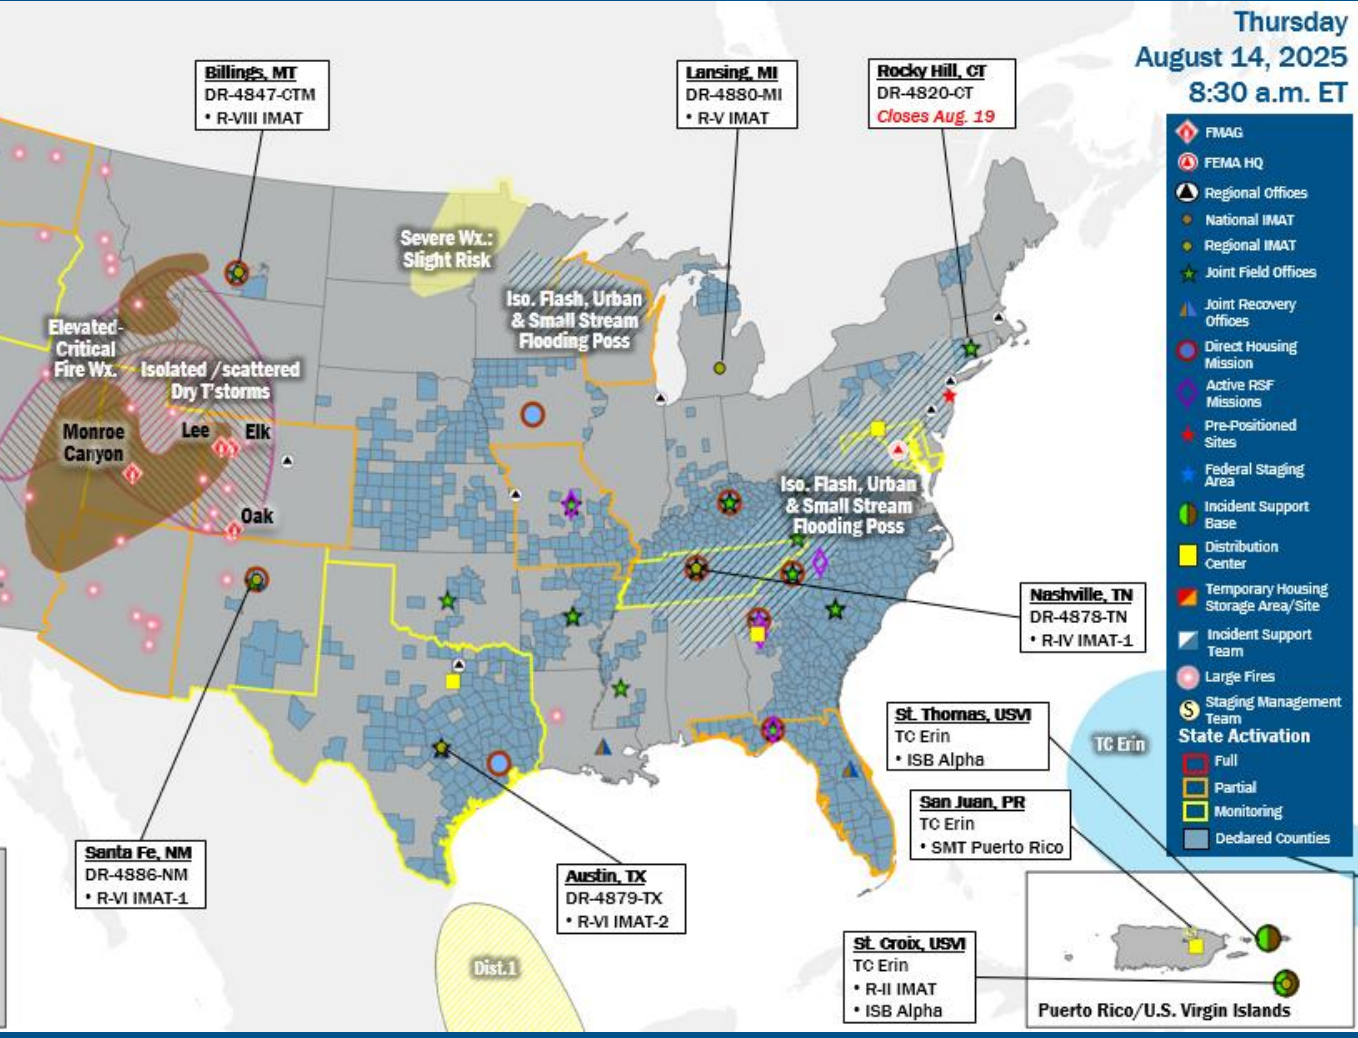 Thursday
August 14, 2025
8:30 a.m. ET
Billings, MT
DR-4847-CTM
• R-VIII IMAT
Lansing, MI
DR-4880-MI
• R-V IMAT
Rocky Hill, CT
DR-4820-CT
Closes Aug. 19
FMAG
FEMA HQ
Regional Offices
National IMAT
Regional IMAT
Joint Field Offices
Joint Recovery
Offices
Direct Housing
Mission
Active RSF
Missions
Pre-Positioned
Sites
Federal Staging
Area
Incident Support
Base
Distribution
Center
Temporary Housing
Storage Area/Site
Incident Support
Team
Large Fires
S
Staging Management
Team
State Activation
Full
Partial
Monitoring
Declared Counties
Severe Wx.:
Slight Risk
Iso. Flash, Urban
& Small Stream
Flooding Poss
Elevated-
Critical
Fire Wx.
Isolated /scattered
Dry T'storms
Monroe
Canyon
Lee
Elk
Oak
Iso. Flash, Urban
& Small Stream
Flooding Poss
Nashville, TN
DR-4878-TN
• R-IV IMAT-1
St. Thomas, USVI
TC Erin
• ISB Alpha
TC Erin
San Juan, PR
TC Erin
• SMT Puerto Rico
Santa Fe, NM
DR-4886-NM
• R-VI IMAT-1
Austin, TX
DR-4879-TX
• R-VI IMAT-2
Dist.1
St. Croix, USVI
TC Erin
• R-II IMAT
• ISB Alpha
Puerto Rico/U.S. Virgin Islands